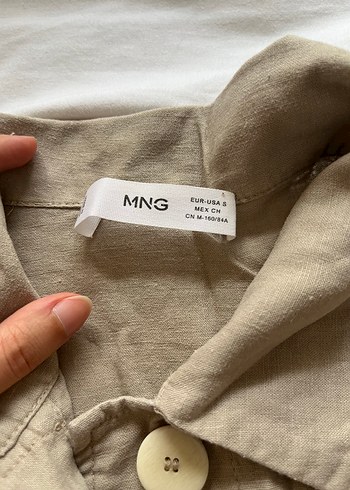 MNG
EUR-USA S
MEX CH
CN M-160/84A